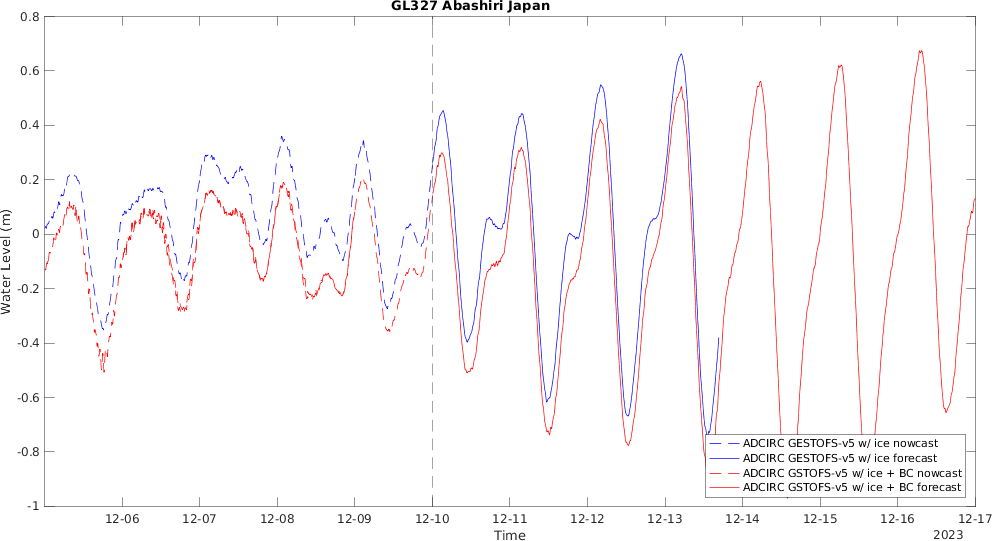 GL327 Abashiri Japan
0.8
0.6
0.4
0.2
0
-0.2
-0.4
-0.6
-0.8
-1
Water Level (m)
ADCIRC GESTOFS-v5 w/ ice nowcast
ADCIRC GESTOFS-v5 w/ ice forecast
ADCIRC GSTOFS-v5 w/ ice + BC nowcast
ADCIRC GSTOFS-v5 w/ ice + BC forecast
12-06 12-07 12-08 12-09 12-10 12-11 12-12 12-13 12-14 12-15 12-16 12-17
Time
2023